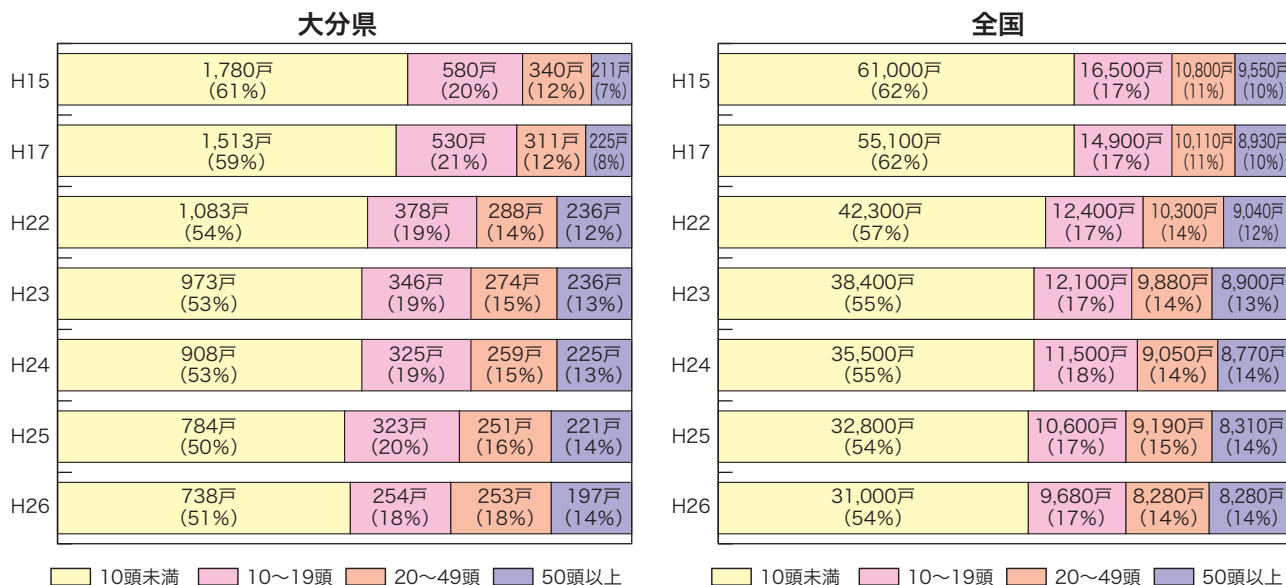 大分県
H15
1,780戸
(61%)
580戸
(20%)
340戸
(12%)
211戸
(7%)
H17
1,513戸
(59%)
530戸
(21%)
311戸
(12%)
225戸
(8%)
H22
1,083戸
(54%)
378戸
(19%)
288戸
(14%)
236戸
(12%)
H23
973戸
(53%)
346戸
(19%)
274戸
(15%)
236戸
(13%)
H24
908戸
(53%)
325戸
(19%)
259戸
(15%)
225戸
(13%)
H25
784戸
(50%)
323戸
(20%)
251戸
(16%)
221戸
(14%)
H26
738戸
(51%)
254戸
(18%)
253戸
(18%)
197戸
(14%)
10頭未満
10～19頭
20～49頭
50頭以上
全国
H15
61,000戸
(62%)
16,500戸
(17%)
10,800戸
(11%)
9,550戸
(10%)
H17
55,100戸
(62%)
14,900戸
(17%)
10,110戸
(11%)
8,930戸
(10%)
H22
42,300戸
(57%)
12,400戸
(17%)
10,300戸
(14%)
9,040戸
(12%)
H23
38,400戸
(55%)
12,100戸
(17%)
9,880戸
(14%)
8,900戸
(13%)
H24
35,500戸
(55%)
11,500戸
(18%)
9,050戸
(14%)
8,770戸
(14%)
H25
32,800戸
(54%)
10,600戸
(17%)
9,190戸
(15%)
8,310戸
(14%)
H26
31,000戸
(54%)
9,680戸
(17%)
8,280戸
(14%)
8,280戸
(14%)
10頭未満
10～19頭
20～49頭
50頭以上